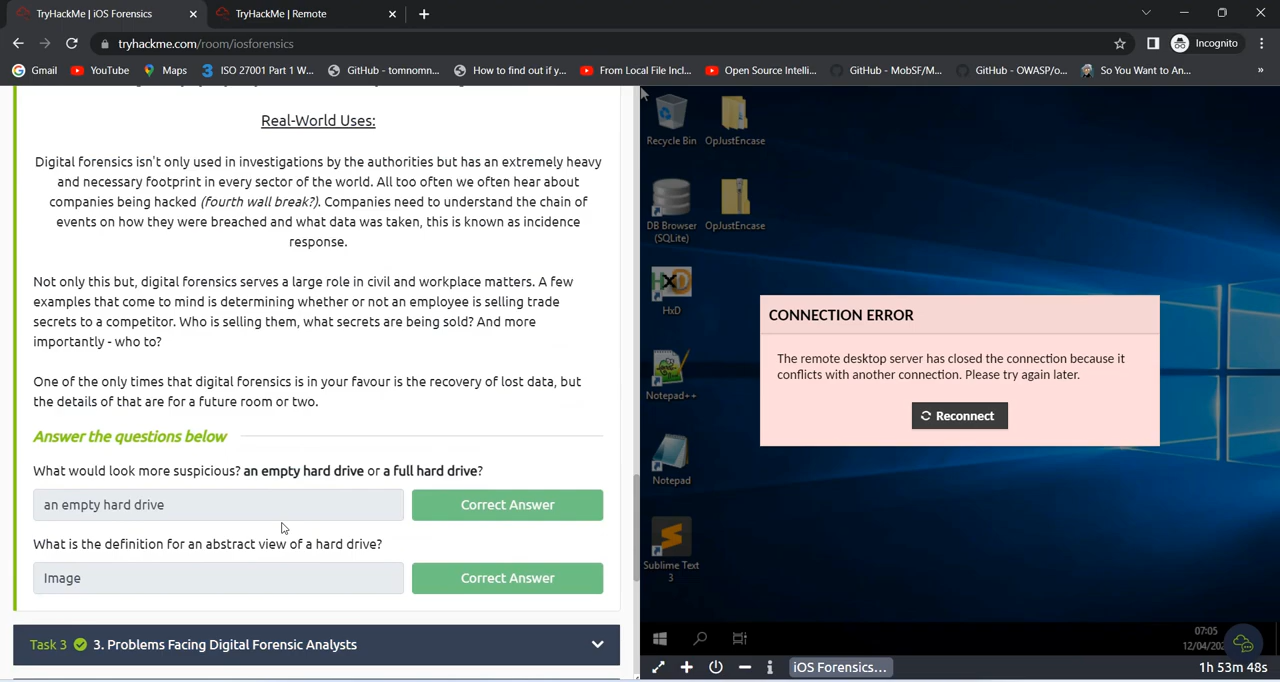 TryHackMe | iOS Forensics
TryHackMe | Remote
tryhackme.com/room/iosforensics
Incognito
Gmail
YouTube
Maps
ISO 27001 Part 1 W...
GitHub - tomnomn...
How to find out if y...
From Local File Incl...
Open Source Intelli...
GitHub - MobSF/M...
GitHub - OWASP/o...
So You Want to An...
»
Real-World Uses:
Digital forensics isn't only used in investigations by the authorities but has an extremely heavy
and necessary footprint in every sector of the world. All too often we often hear about
companies being hacked (fourth wall break?). Companies need to understand the chain of
events on how they were breached and what data was taken, this is known as incidence
response.
Not only this but, digital forensics serves a large role in civil and workplace matters. A few
examples that come to mind is determining whether or not an employee is selling trade
secrets to a competitor. Who is selling them, what secrets are being sold? And more
importantly - who to?
One of the only times that digital forensics is in your favour is the recovery of lost data, but
the details of that are for a future room or two.
Answer the questions below
What would look more suspicious? an empty hard drive or a full hard drive?
an empty hard drive
Correct Answer
What is the definition for an abstract view of a hard drive?
Image
Correct Answer
Task 3 3. Problems Facing Digital Forensic Analysts
Recycle Bin
OpJustEncase
DB Browser
(SQLite)
OpJustEncase
HxD
HxD
Notepad++
Notepad
Sublime Text
3
CONNECTION ERROR
The remote desktop server has closed the connection because it
conflicts with another connection. Please try again later.
Reconnect
07:05
12/04/202
iOS Forensics...
1h 53m 48s